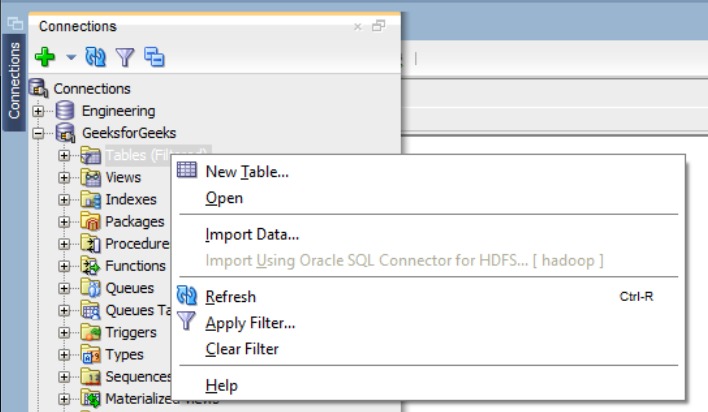 Connections
Connections
Connections
Engineering
GeeksforGeeks
Tables (Filtered)
Views
Indexes
Packages
Procedure
Functions
Queues
Queues Ta
Triggers
Types
Sequences
Materialized Views
New Table...
Open
Import Data...
Import Using Oracle SQL Connector for HDFS... [ hadoop ]
Refresh Ctrl-R
Apply Filter...
Clear Filter
Help